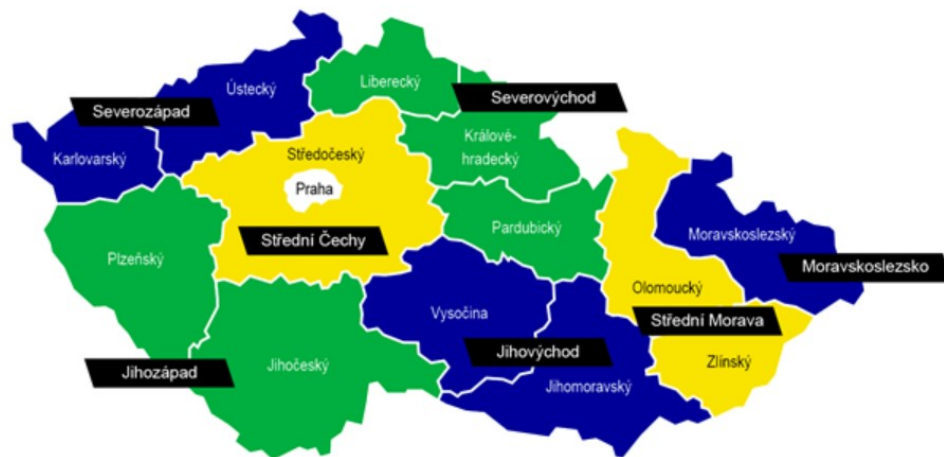 Ústecký
Liberecký
Severozápad
Severovýchod
Karlovarský
Středočeský
Králové-
hradecký
Praha
Plzeňský
Střední Čechy
Pardubický
Moravskoslezský
Moravskoslezsko
Olomoucký
Vysočina
Střední Morava
Jihozápad
Jihočeský
Jihovýchod
Zlínský
Jihomoravský